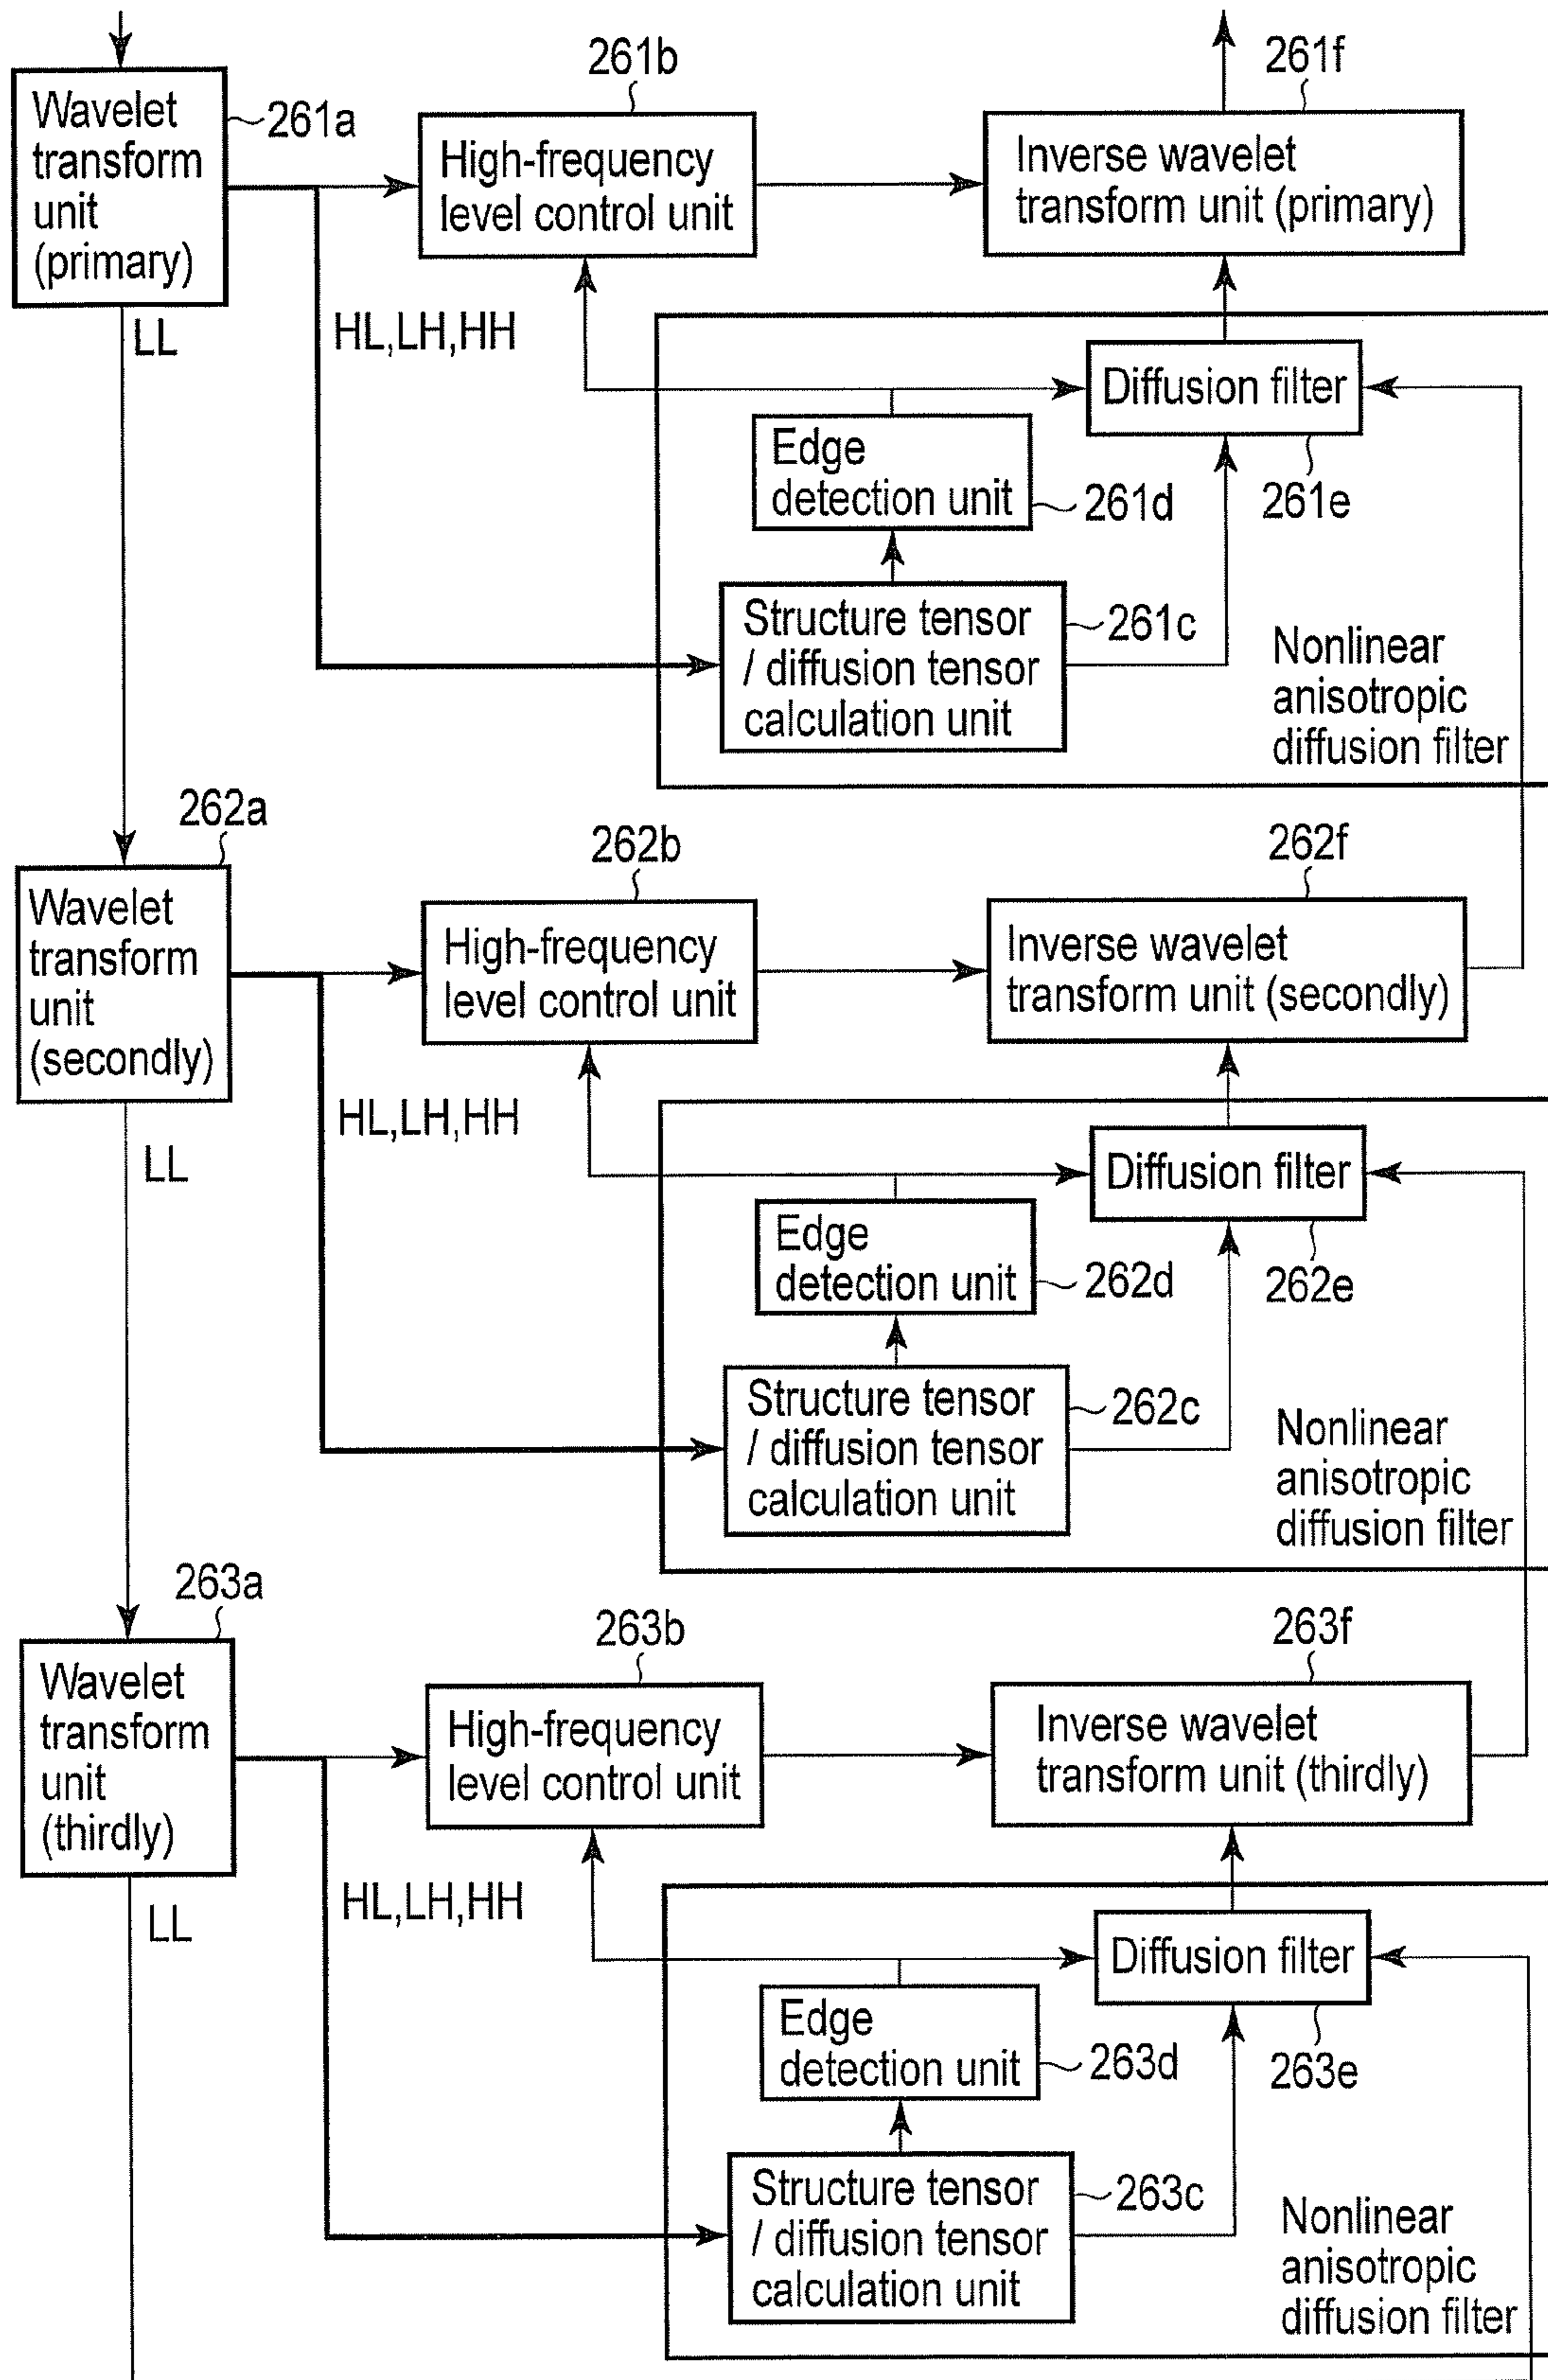 261b
261f
Wavelet
transform
unit
(primary)
261a
High-frequency
level control unit
Inverse wavelet
transform unit (primary)
LL
HL,LH,HH
Diffusion filter
Edge
detection unit
261d
261e
Structure tensor
/ diffusion tensor
calculation unit
261c
Nonlinear
anisotropic
diffusion filter
262a
262b
262f
Wavelet
transform
unit
(secondly)
High-frequency
level control unit
Inverse wavelet
transform unit (secondly)
LL
HL,LH,HH
Diffusion filter
Edge
detection unit
262d
262e
Structure tensor
/ diffusion tensor
calculation unit
262c
Nonlinear
anisotropic
diffusion filter
263a
263b
263f
Wavelet
transform
unit
(thirdly)
High-frequency
level control unit
Inverse wavelet
transform unit (thirdly)
LL
HL,LH,HH
Diffusion filter
Edge
detection unit
263d
263e
Structure tensor
/ diffusion tensor
calculation unit
263c
Nonlinear
anisotropic
diffusion filter